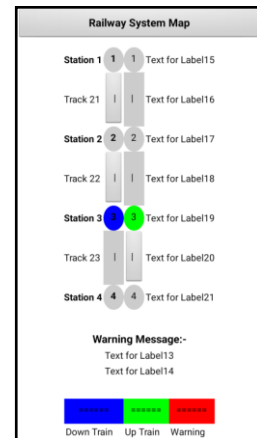 Railway System Map
Station 1 1 1 Text for Label15
Track 21 | | Text for Label16
Station 2 2 2 Text for Label17
Track 22 | | Text for Label18
Station 3 3 3 Text for Label19
Track 23 | | Text for Label20
Station 4 4 4 Text for Label21
Warning Message:-
Text for Label13
Text for Label14
====== ====== ======
Down Train Up Train Warning